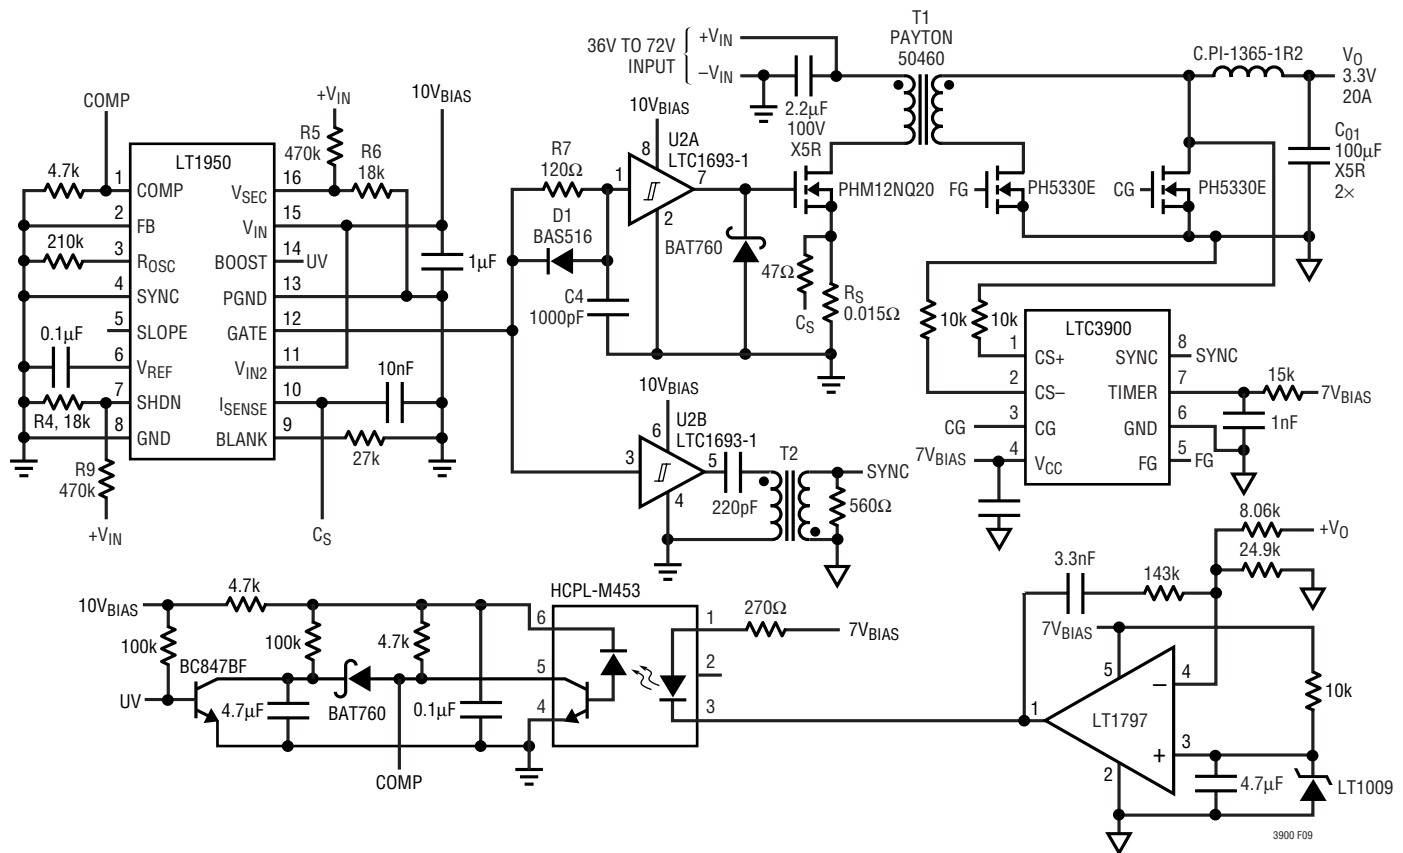 COMP
4.7k
210k
0.1µF
R4, 18k
R9
470k
+VIN
LT1950
1
COMP
2
FB
3
ROSC
4
SYNC
5
SLOPE
6
VREF
7
SHDN
8
GND
16
VSEC
15
VIN
14
BOOST
UV
13
PGND
12
GATE
11
VIN2
10
ISENSE
9
BLANK
+VIN
R5
470k
R6
18k
10VBIAS
1µF
10nF
27k
CS
36V TO 72V
INPUT
+VIN
–VIN
2.2µF
100V
X5R
T1
PAYTON
50460
C.PI-1365-1R2
VO
3.3V
20A
C01
100µF
X5R
2×
10VBIAS
8
U2A
LTC1693-1
R7
120Ω
1
7
2
D1
BAS516
C4
1000pF
BAT760
PHM12NQ20
47Ω
CS
RS
0.015Ω
FG
PH5330E
CG
PH5330E
10k
10k
LTC3900
1
CS+
2
CS–
3
CG
CG
4
VCC
7VBIAS
8
SYNC
SYNC
7
TIMER
15k
7VBIAS
6
GND
1nF
5
FG
FG
10VBIAS
6
U2B
LTC1693-1
3
5
4
220pF
T2
SYNC
560Ω
10VBIAS
4.7k
100k
BC847BF
UV
100k
4.7µF
BAT760
4.7k
0.1µF
COMP
HCPL-M453
6
5
4
1
2
3
270Ω
7VBIAS
8.06k
+VO
24.9k
3.3nF
143k
7VBIAS
5
4
–
LT1797
1
+
3
2
10k
4.7µF
LT1009
3900 F09